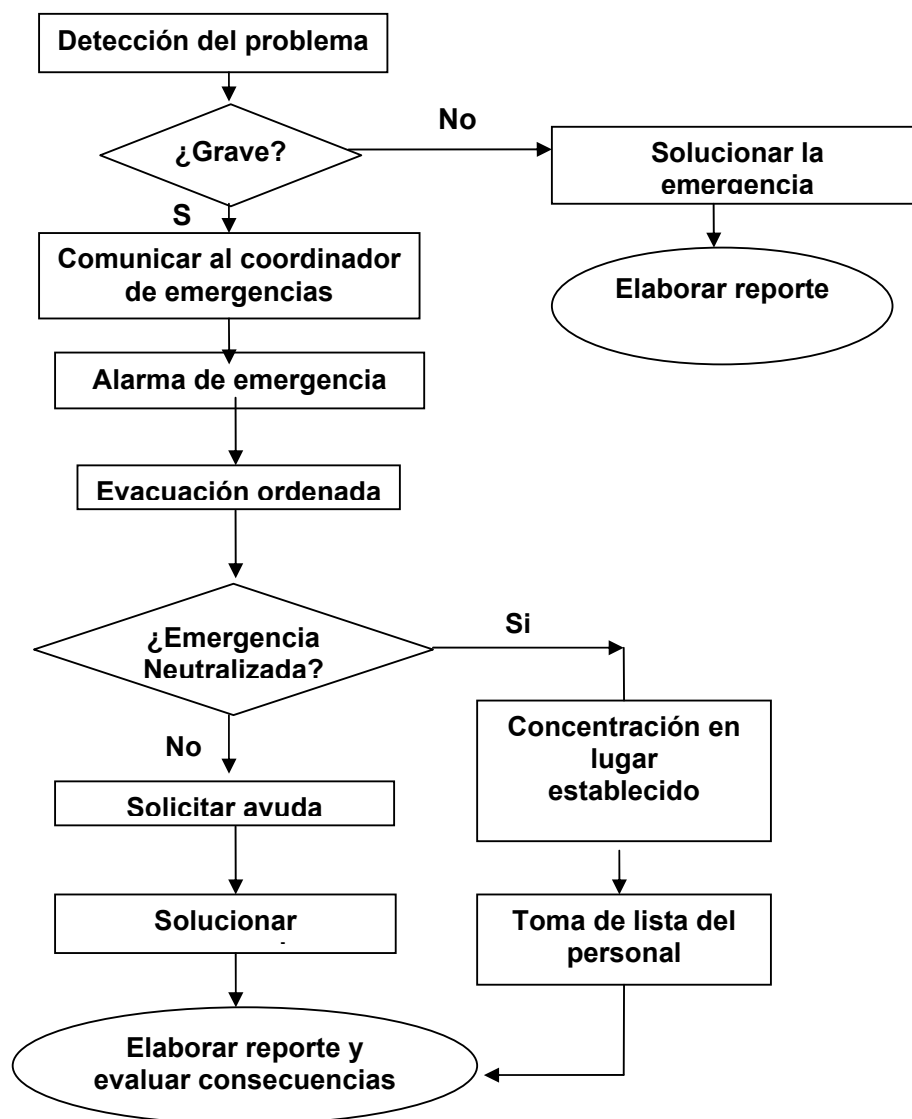 Detección del problema
¿Grave?
No
Solucionar la
emergencia
S
Comunicar al coordinador
de emergencias
Elaborar reporte
Alarma de emergencia
Evacuación ordenada
¿Emergencia
Neutralizada?
Si
Concentración en
lugar
establecido
No
Solicitar ayuda
Solucionar
Toma de lista del
personal
Elaborar reporte y
evaluar consecuencias